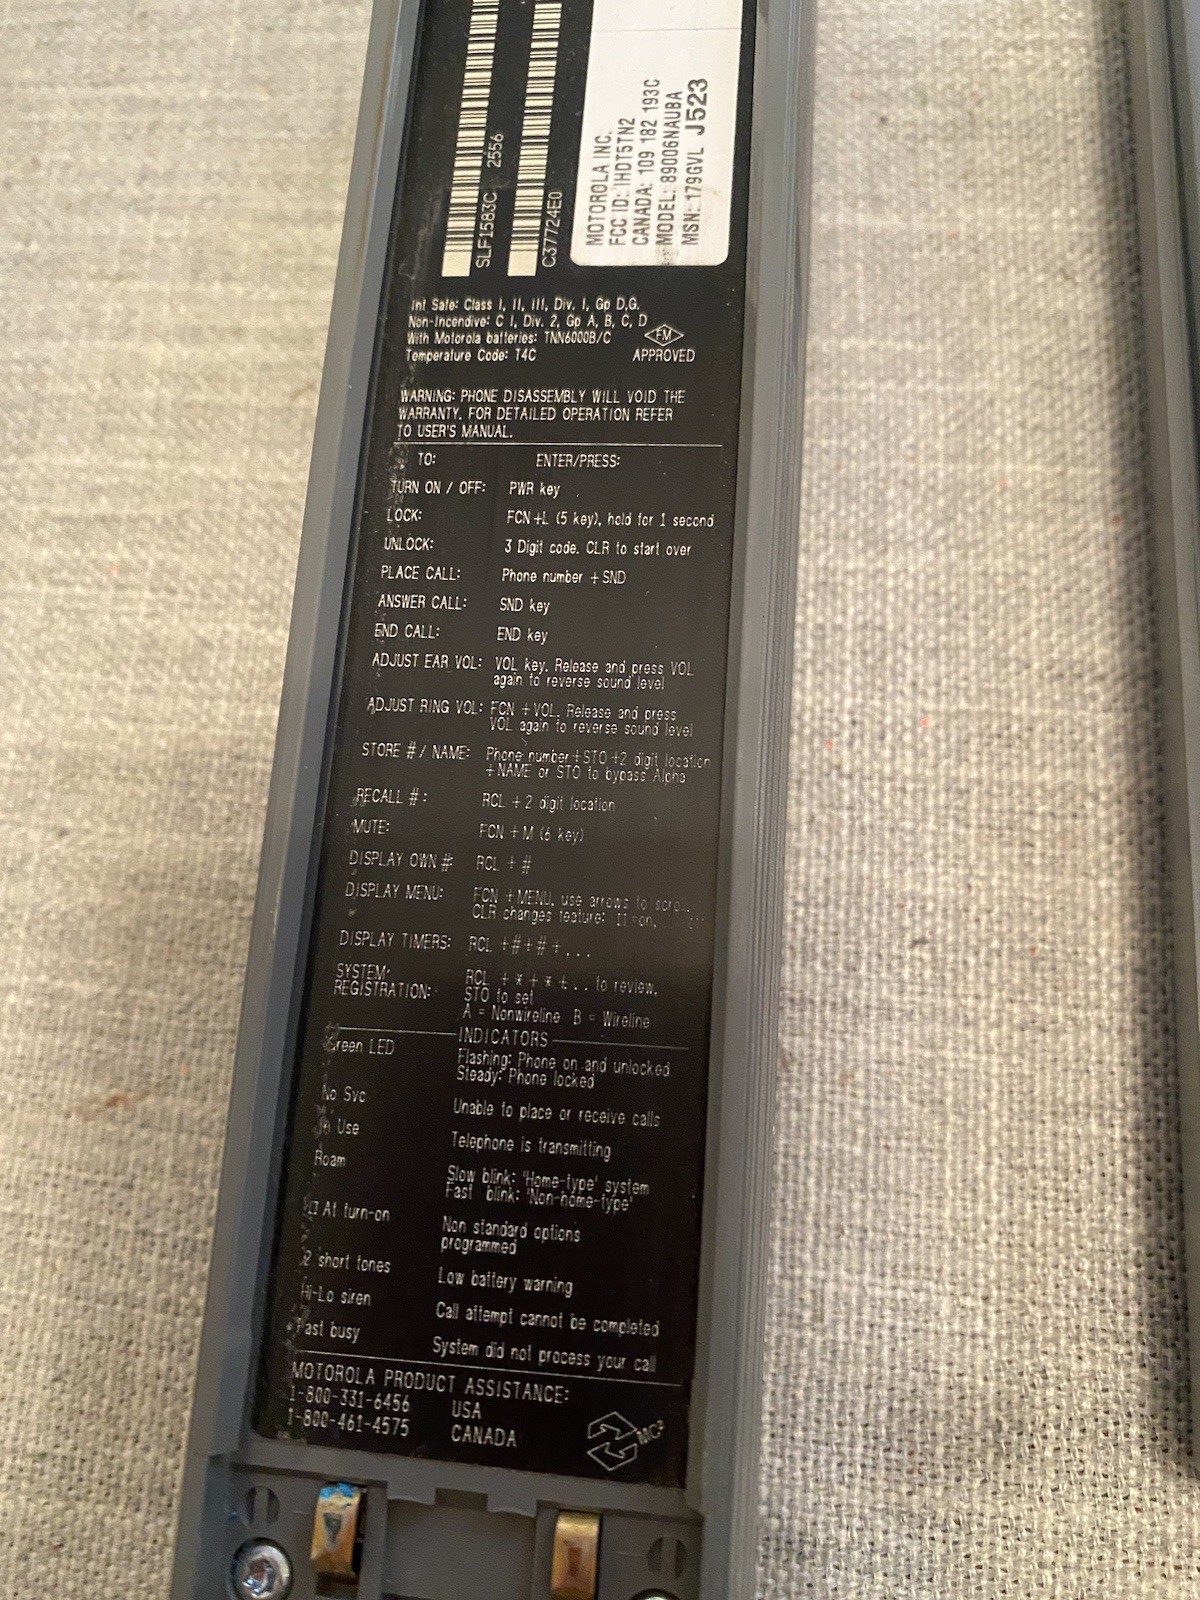 SLF1583C 2556
C37724E0
MOTOROLA INC.
FCC ID: IHDT5TN2
CANADA: 109 182 193C
MODEL: 89006NAUBA
MSN: 179GVL J523
Int Safe: Class I, II, III, Div. I, Gp D,G.
Non-Incendive: C I, Div. 2, Gp A, B, C, D
With Motorola batteries: TNN6000B/C
Temperature Code: T4C
FM
APPROVED
WARNING: PHONE DISASSEMBLY WILL VOID THE
WARRANTY. FOR DETAILED OPERATION REFER
TO USER'S MANUAL.
TO: ENTER/PRESS:
TURN ON / OFF: PWR key
LOCK: FCN +L (5 key), hold for 1 second
UNLOCK: 3 Digit code. CLR to start over
PLACE CALL: Phone number + SND
ANSWER CALL: SND key
END CALL: END key
ADJUST EAR VOL: VOL key. Release and press VOL
again to reverse sound level
ADJUST RING VOL: FCN + VOL. Release and press
VOL again to reverse sound level
STORE # / NAME: Phone number + STO +2 digit location
+ NAME or STO to bypass Alpha
RECALL #: RCL + 2 digit location
MUTE: FCN + M (6 key)
DISPLAY OWN #: RCL + #
DISPLAY MENU: FCN + MENU, use arrows to
CLR changes feature: [] = on,
DISPLAY TIMERS: RCL + # + # + ...
SYSTEM REGISTRATION: RCL + * + * + .. to review,
STO to set
A = Nonwireline B = Wireline
INDICATORS
Green LED Flashing: Phone on and unlocked
Steady: Phone locked
No Svc Unable to place or receive calls
In Use Telephone is transmitting
Roam Slow blink: 'Home-type' system
Fast blink: 'Non-home-type'
[] At turn-on Non standard options
programmed
2 short tones Low battery warning
Hi-Lo siren Call attempt cannot be completed
Fast busy System did not process your call
MOTOROLA PRODUCT ASSISTANCE:
1-800-331-6456 USA
1-800-461-4575 CANADA
MC²